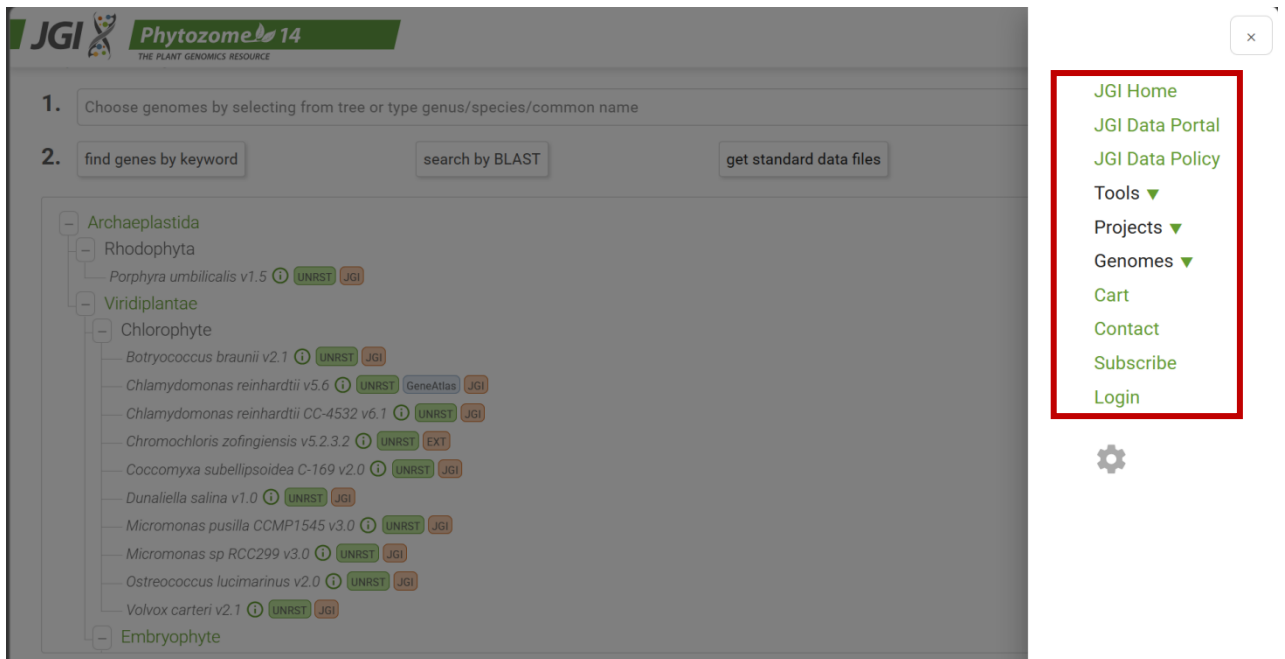 JGI Phytozome 14
THE PLANT GENOMICS RESOURCE
×
1. Choose genomes by selecting from tree or type genus/species/common name
2. find genes by keyword search by BLAST get standard data files
Archaeplastida
Rhodophyta
Porphyra umbilicalis v1.5 UNRST JGI
Viridiplantae
Chlorophyte
Botryococcus braunii v2.1 UNRST JGI
Chlamydomonas reinhardtii v5.6 UNRST GeneAtlas JGI
Chlamydomonas reinhardtii CC-4532 v6.1 UNRST JGI
Chromochloris zofingiensis v5.2.3.2 UNRST EXT
Coccomyxa subellipsoidea C-169 v2.0 UNRST JGI
Dunaliella salina v1.0 UNRST JGI
Micromonas pusilla CCMP1545 v3.0 UNRST JGI
Micromonas sp RCC299 v3.0 UNRST JGI
Ostreococcus lucimarinus v2.0 UNRST JGI
Volvox carteri v2.1 UNRST JGI
Embryophyte
JGI Home
JGI Data Portal
JGI Data Policy
Tools ▼
Projects ▼
Genomes ▼
Cart
Contact
Subscribe
Login